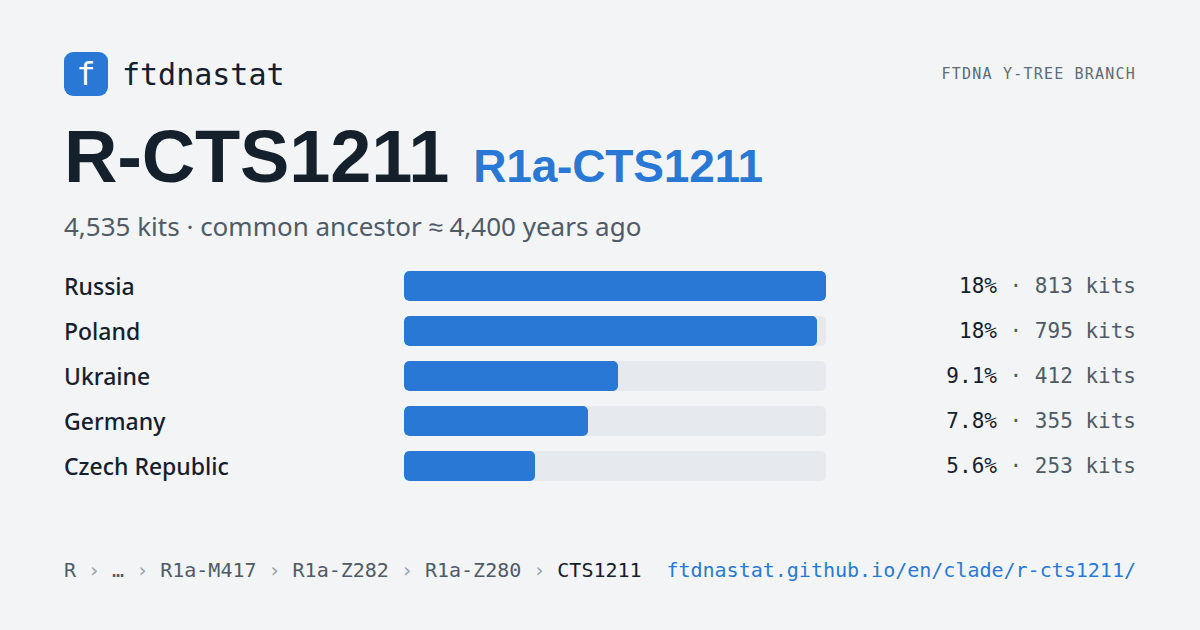 f ftdnastat
FTDNA Y-TREE BRANCH
R-CTS1211 R1a-CTS1211
4,535 kits · common ancestor ≈ 4,400 years ago
Russia 18% · 813 kits
Poland 18% · 795 kits
Ukraine 9.1% · 412 kits
Germany 7.8% · 355 kits
Czech Republic 5.6% · 253 kits
R › … › R1a-M417 › R1a-Z282 › R1a-Z280 › CTS1211 ftdnastat.github.io/en/clade/r-cts1211/